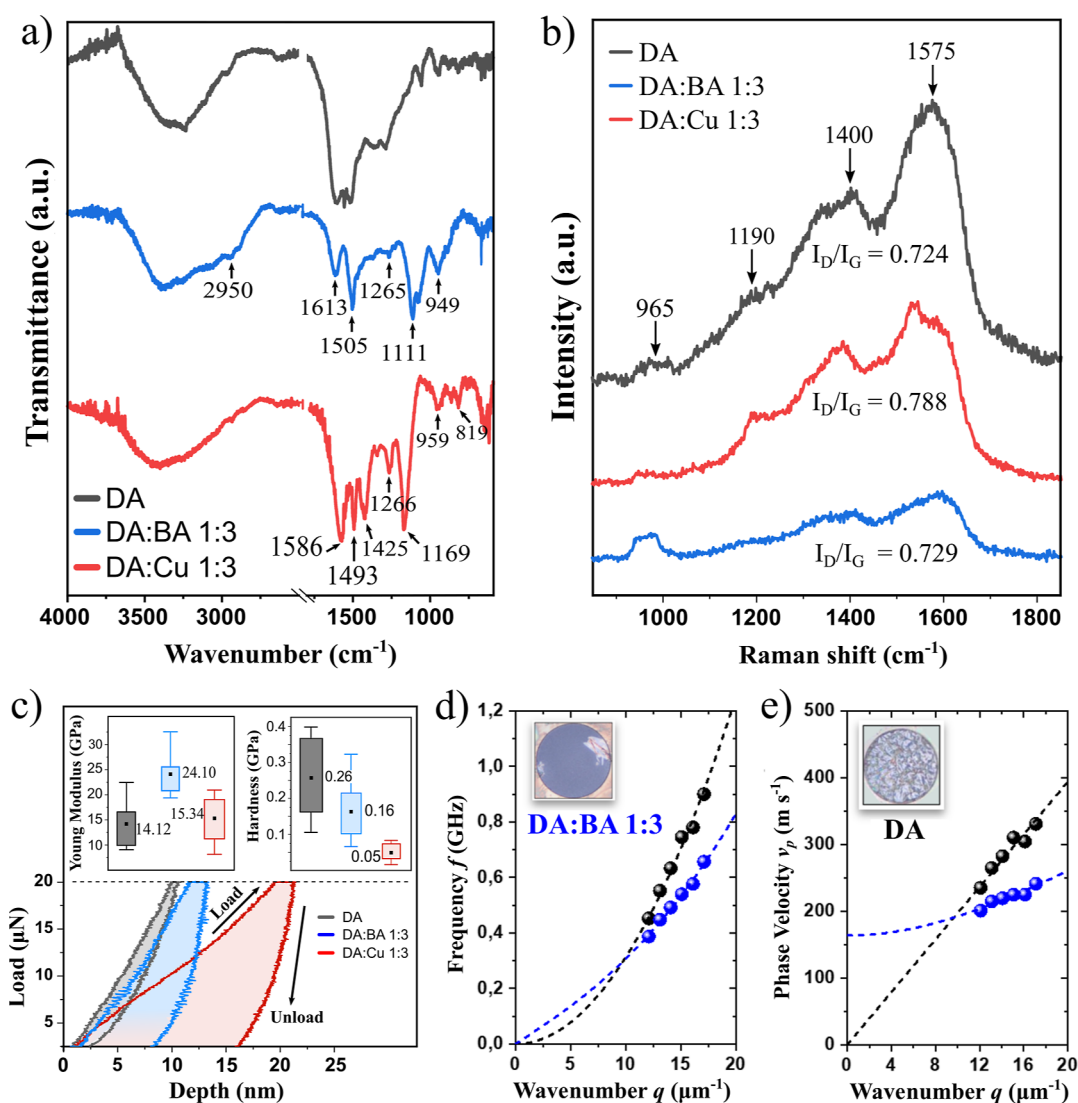 a)
Transmittance (a.u.)
2950
1613
1505
1265
1111
949
1586
1493
1425
1266
1169
959
819
DA
DA:BA 1:3
DA:Cu 1:3
4000 3500 3000 1500 1000
Wavenumber (cm-1)
b)
Intensity (a.u.)
DA
DA:BA 1:3
DA:Cu 1:3
965
1190
1400
1575
ID/IG = 0.724
ID/IG = 0.788
ID/IG = 0.729
1000 1200 1400 1600 1800
Raman shift (cm-1)
c)
Young Modulus (GPa)
30
25
20
15
10
14.12
24.10
15.34
Hardness (GPa)
0.4
0.3
0.2
0.1
0.26
0.16
0.05
Load (µN)
20
15
10
5
Load
Unload
DA
DA:BA 1:3
DA:Cu 1:3
0 5 10 15 20 25
Depth (nm)
d)
Frequency f (GHz)
1,2
1,0
0,8
0,6
0,4
0,2
0,0
DA:BA 1:3
0 4 8 12 16 20
Wavenumber q (µm-1)
e)
Phase Velocity vp (m s-1)
500
400
300
200
100
0
DA
0 4 8 12 16 20
Wavenumber q (µm-1)